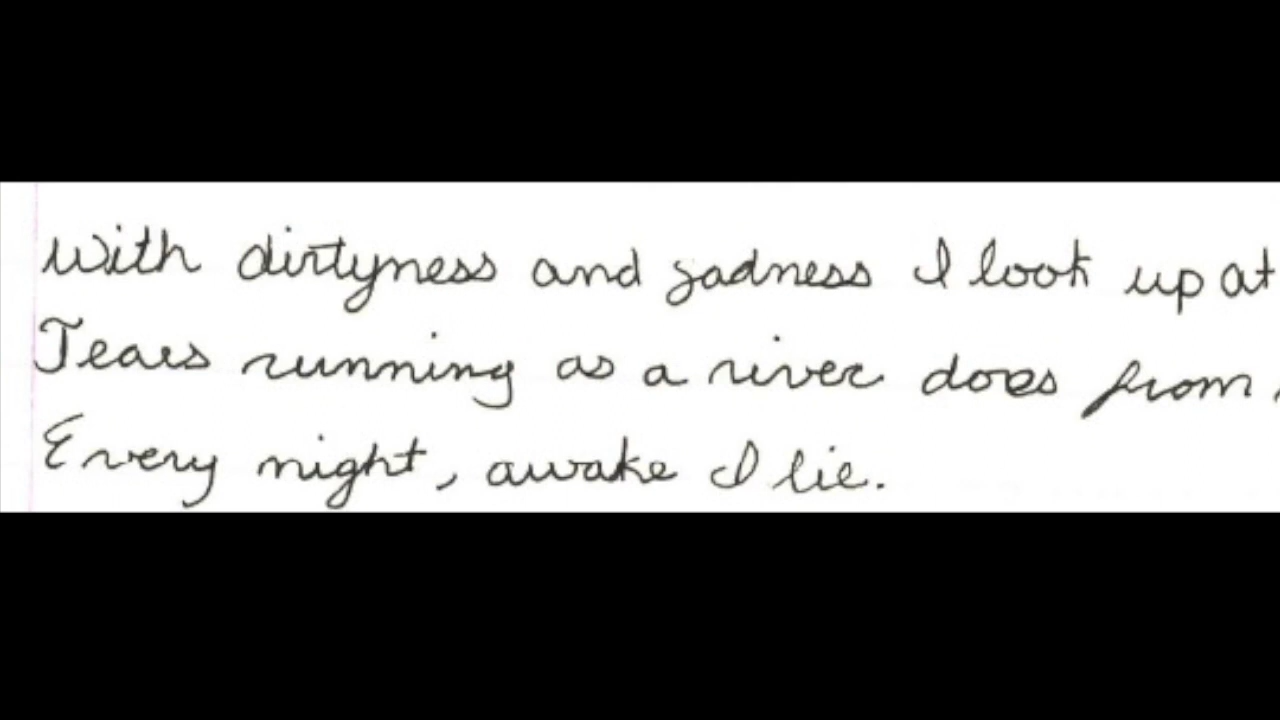 With dirtyness and sadness I look up at
Tears running as a river does from
Every night, awake I lie.